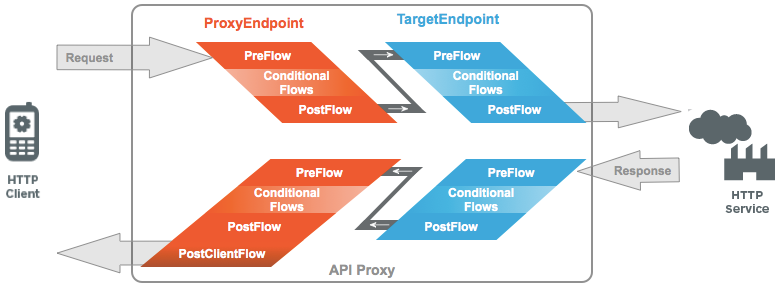 ProxyEndpoint
TargetEndpoint
Request
PreFlow
Conditional
Flows
PostFlow
PreFlow
Conditional
Flows
PostFlow
HTTP
Client
PreFlow
Conditional
Flows
PostFlow
PostClientFlow
PreFlow
Conditional
Flows
PostFlow
Response
HTTP
Service
API Proxy